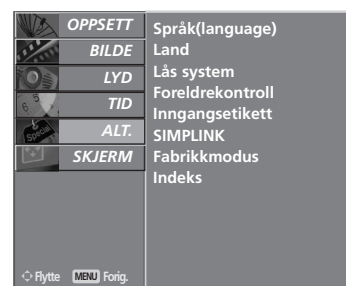 OPPSETT
BILDE
LYD
TID
Special
ALT.
SKJERM
Språk(language)
Land
Lås system
Foreldrekontroll
Inngangsetikett
SIMPLINK
Fabrikkmodus
Indeks
Flytte MENU Forig.